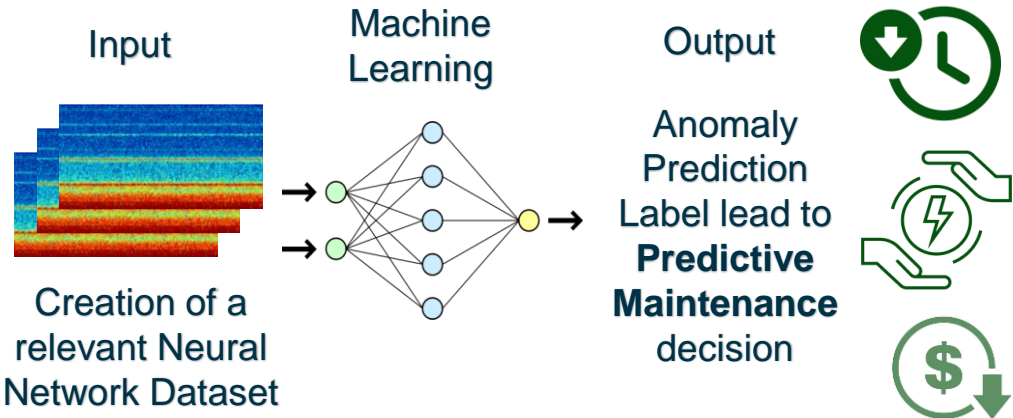 Input
Machine
Learning
Output
Creation of a
relevant Neural
Network Dataset
Anomaly
Prediction
Label lead to
Predictive
Maintenance
decision
$